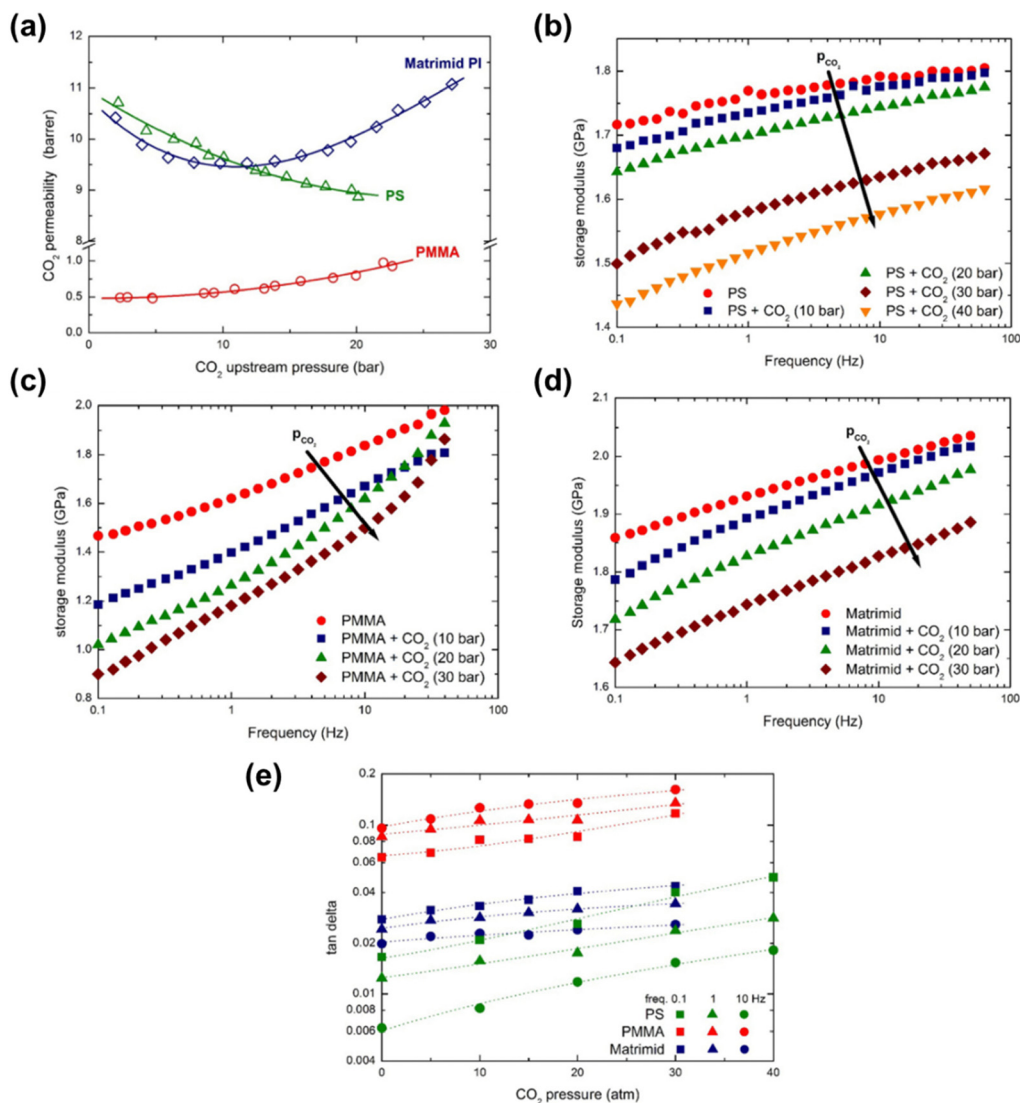 (a)
CO2 permeability (barrer)
12
11
10
9
8
1.0
0.5
0.0
Matrimid PI
PS
PMMA
0
10
20
30
CO2 upstream pressure (bar)
(b)
storage modulus (GPa)
1.8
1.7
1.6
1.5
1.4
pCO2
PS
PS + CO2 (10 bar)
PS + CO2 (20 bar)
PS + CO2 (30 bar)
PS + CO2 (40 bar)
0.1
1
10
100
Frequency (Hz)
(c)
storage modulus (GPa)
2.0
1.8
1.6
1.4
1.2
1.0
0.8
pCO2
PMMA
PMMA + CO2 (10 bar)
PMMA + CO2 (20 bar)
PMMA + CO2 (30 bar)
0.1
1
10
100
Frequency (Hz)
(d)
Storage modulus (GPa)
2.1
2.0
1.9
1.8
1.7
1.6
pCO2
Matrimid
Matrimid + CO2 (10 bar)
Matrimid + CO2 (20 bar)
Matrimid + CO2 (30 bar)
0.1
1
10
100
Frequency (Hz)
(e)
tan delta
0.2
0.1
0.08
0.06
0.04
0.02
0.01
0.008
0.006
0.004
freq. 0.1 1 10 Hz
PS
PMMA
Matrimid
0
10
20
30
40
CO2 pressure (atm)